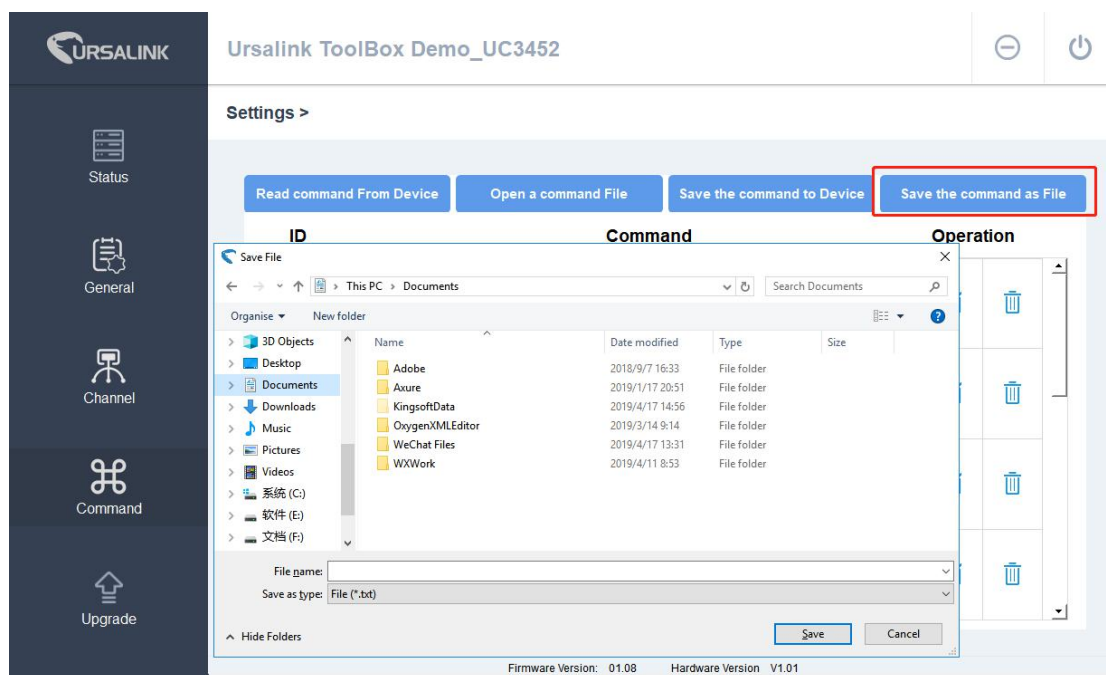 URSALINK
Ursalink ToolBox Demo_UC3452
Settings >
Status
General
Channel
Command
Upgrade
Read command From Device
Open a command File
Save the command to Device
Save the command as File
ID Command Operation
Save File
This PC > Documents
Search Documents
Organise
New folder
3D Objects
Desktop
Documents
Downloads
Music
Pictures
Videos
系统 (C:)
软件 (E:)
文档 (F:)
Name Date modified Type Size
Adobe 2018/9/7 16:33 File folder
Axure 2019/1/17 20:51 File folder
KingsoftData 2019/4/17 14:56 File folder
OxygenXMLEditor 2019/3/14 9:14 File folder
WeChat Files 2019/4/17 13:31 File folder
WXWork 2019/4/11 8:53 File folder
File name:
Save as type: File (*.txt)
Hide Folders
Save
Cancel
Firmware Version: 01.08 Hardware Version V1.01